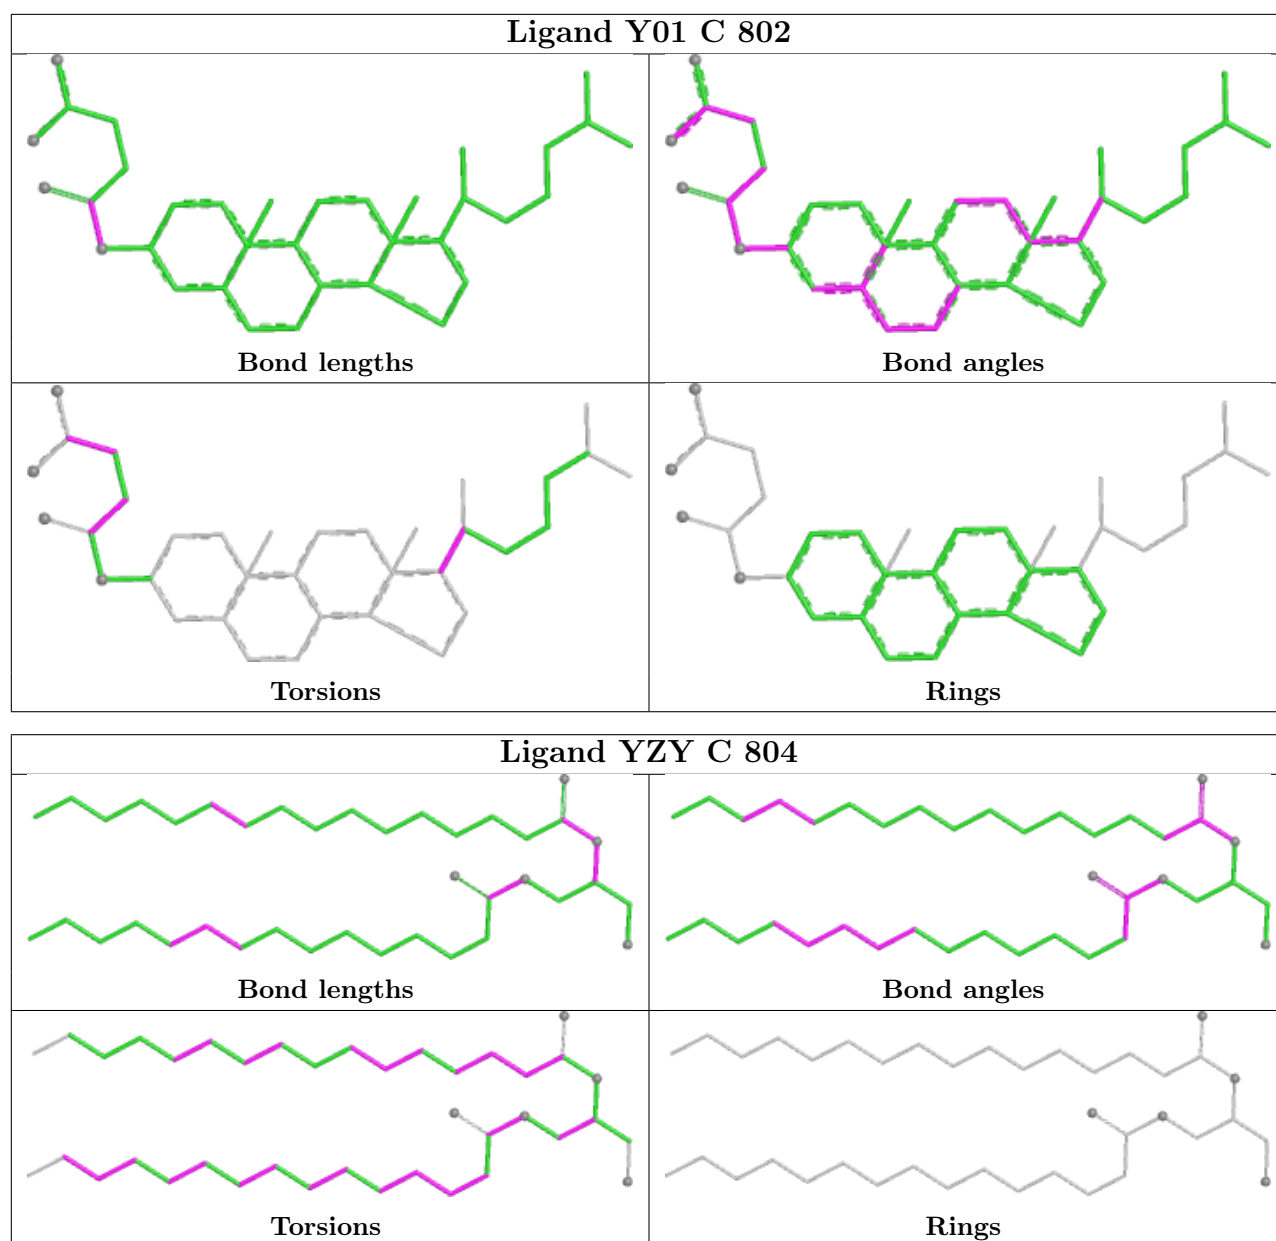 Ligand Y01 C 802
Bond lengths
Bond angles
Torsions
Rings
Ligand YZY C 804
Bond lengths
Bond angles
Torsions
Rings